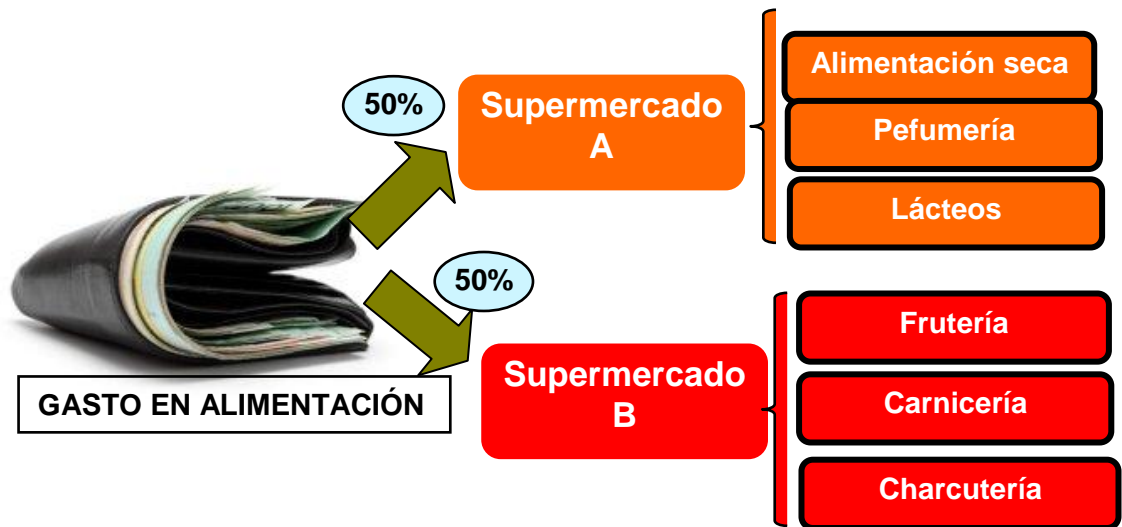 50%
Supermercado
A
Alimentación seca
Pefumería
Lácteos
50%
GASTO EN ALIMENTACIÓN
Supermercado
B
Frutería
Carnicería
Charcutería